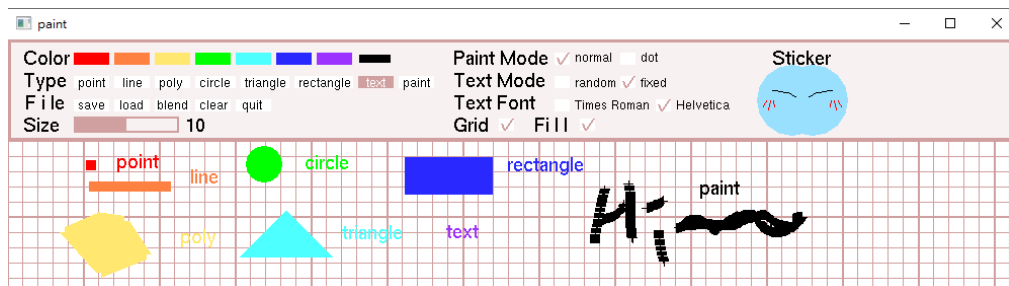 paint
Color
Paint Mode normal dot
Sticker
Type point line poly circle triangle rectangle text paint
Text Mode random fixed
File save load blend clear quit
Text Font Times Roman Helvetica
Size 10
Grid Fill
point
circle
rectangle
line
paint
poly
triangle
text
Hi